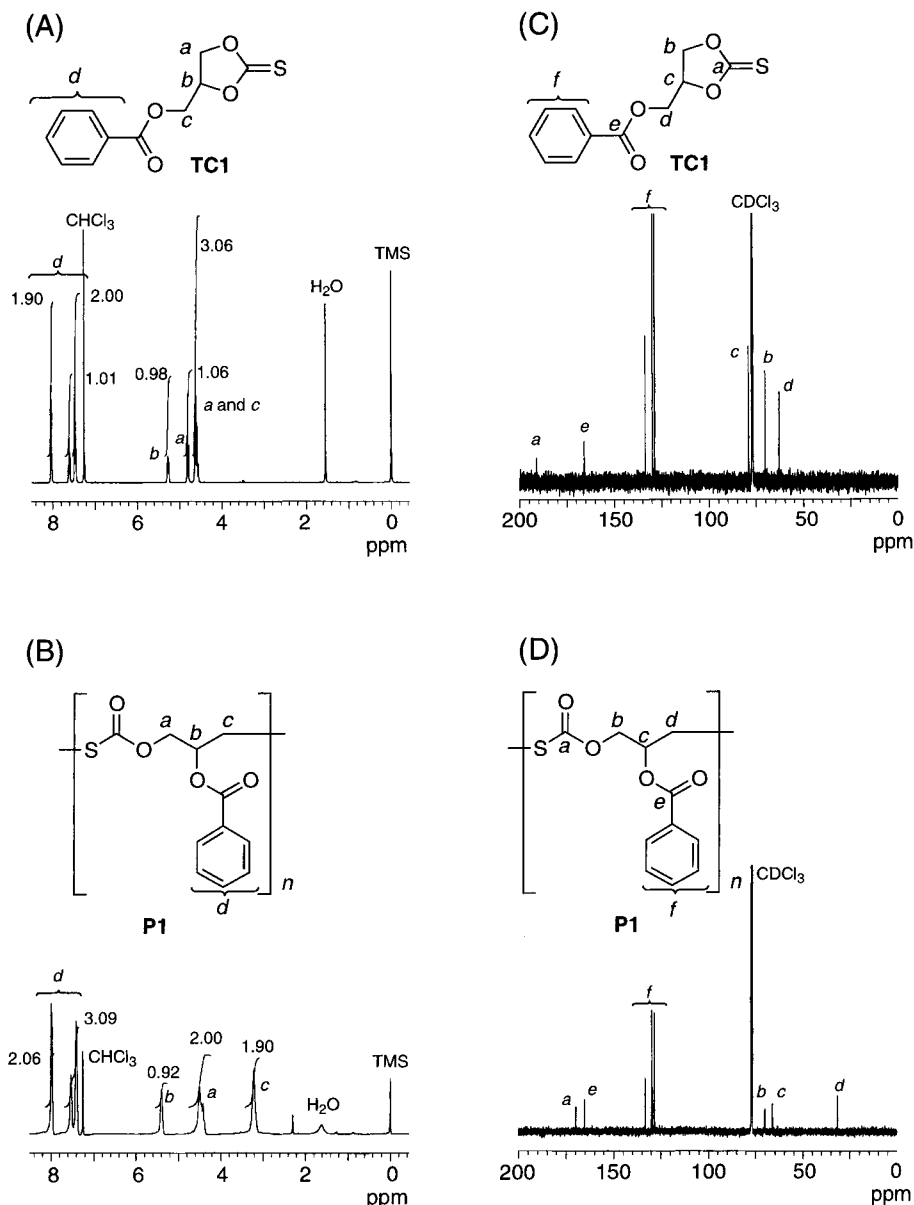 (A)
a
O
b
S
O
d
c
O
O
TC1
CHCl3
d
3.06
TMS
1.90
2.00
H2O
1.01
0.98
1.06
a and c
a
b
8 6 4 2 0
ppm
(C)
b
O
a
S
c
O
f
O
d
e
O
TC1
f
CDCl3
c
b
d
e
a
200 150 100 50 0
ppm
(B)
O
a
b
c
S
O
O
O
n
d
P1
d
3.09
2.06
CHCl3
2.00
1.90
0.92
b
a
c
H2O
TMS
8 6 4 2 0
ppm
(D)
O
b
d
S
a
O
c
O
O
e
n
f
P1
CDCl3
f
a
e
b
c
d
200 150 100 50 0
ppm